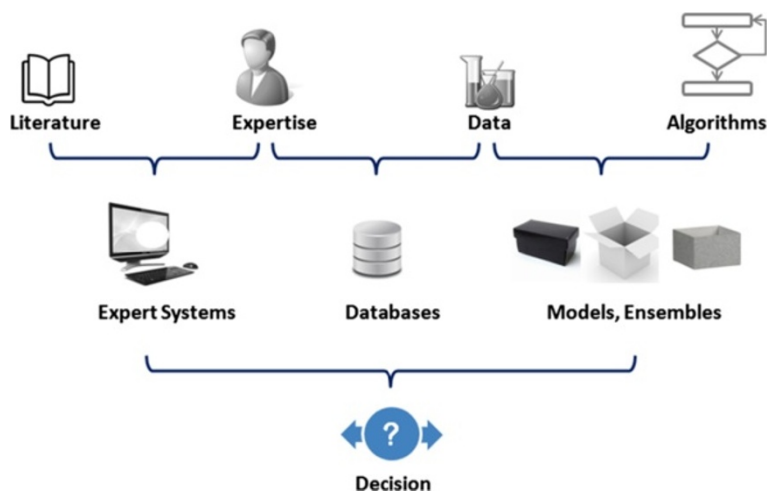 Literature
Expertise
Data
Algorithms
Expert Systems
Databases
Models, Ensembles
?
Decision